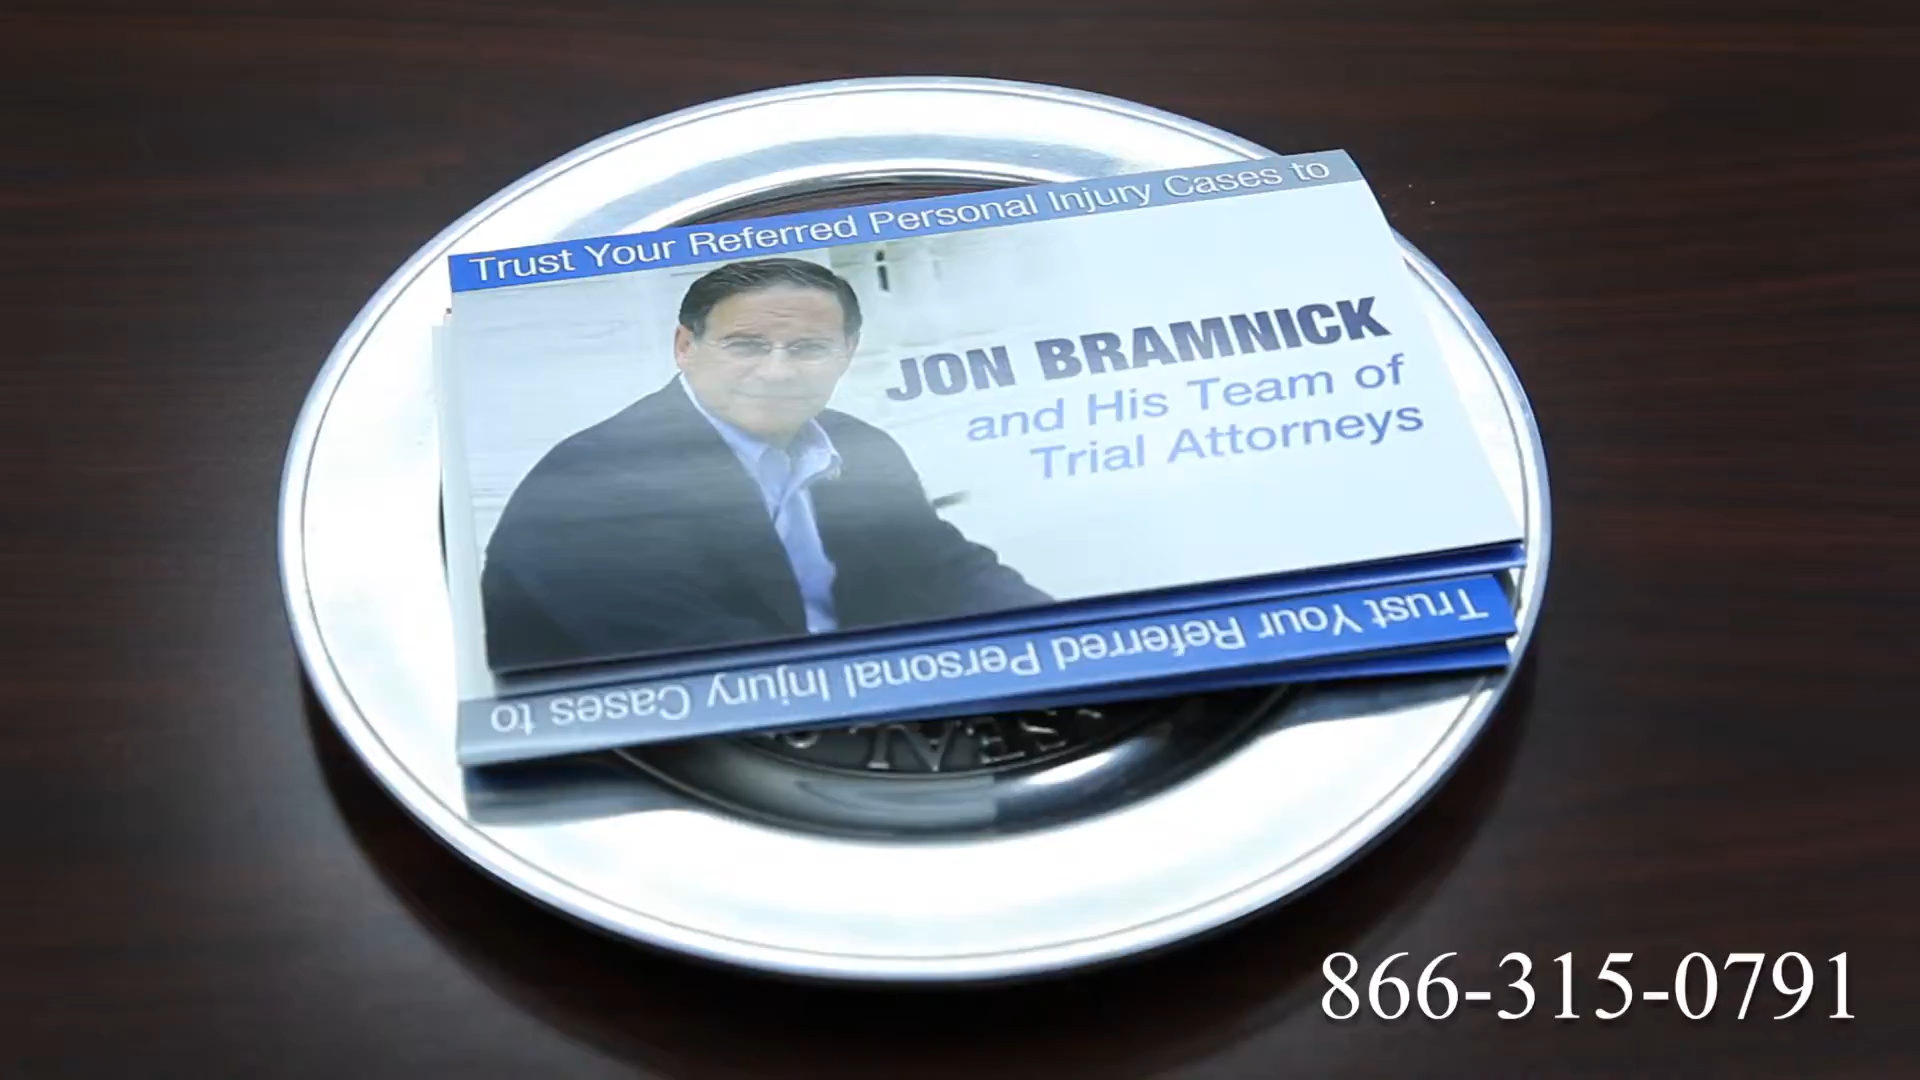 Trust Your Referred Personal Injury Cases to
JON BRAMNICK
and His Team of
Trial Attorneys
Trust Your Referred Personal Injury Cases to
866-315-0791